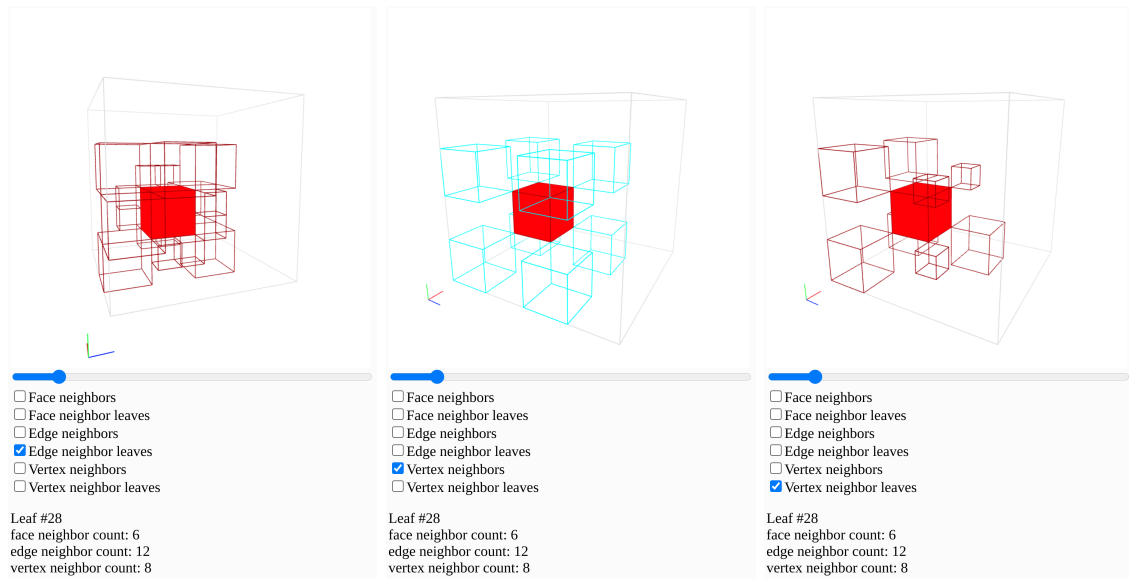 Face neighbors
Face neighbor leaves
Edge neighbors
Edge neighbor leaves
Vertex neighbors
Vertex neighbor leaves
Leaf #28
face neighbor count: 6
edge neighbor count: 12
vertex neighbor count: 8
Face neighbors
Face neighbor leaves
Edge neighbors
Edge neighbor leaves
Vertex neighbors
Vertex neighbor leaves
Leaf #28
face neighbor count: 6
edge neighbor count: 12
vertex neighbor count: 8
Face neighbors
Face neighbor leaves
Edge neighbors
Edge neighbor leaves
Vertex neighbors
Vertex neighbor leaves
Leaf #28
face neighbor count: 6
edge neighbor count: 12
vertex neighbor count: 8